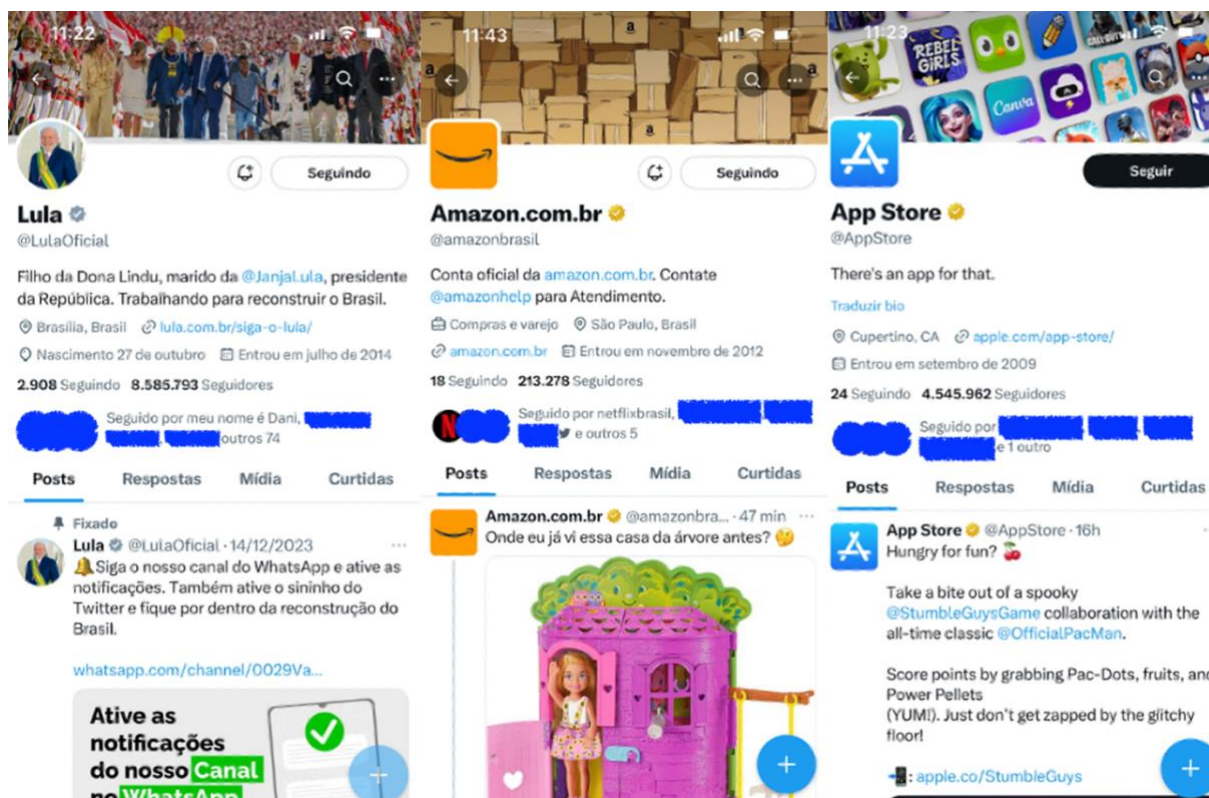 11:22
Seguindo
Lula
@LulaOficial
Filho da Dona Lindu, marido da @JanjaLula, presidente
da República. Trabalhando para reconstruir o Brasil.
Brasília, Brasil lula.com.br/siga-o-lula/
Nascimento 27 de outubro Entrou em julho de 2014
2.908 Seguindo 8.585.793 Seguidores
Seguido por meu nome é Dani,
outros 74
Posts Respostas Mídia Curtidas
Fixado
Lula @LulaOficial · 14/12/2023
Siga o nosso canal do WhatsApp e ative as
notificações. Também ative o sininho do
Twitter e fique por dentro da reconstrução do
Brasil.
whatsapp.com/channel/0029Va...
Ative as
notificações
do nosso Canal
no WhatsApp
11:43
a
a
a
a
Seguindo
Amazon.com.br
@amazonbrasil
Conta oficial da amazon.com.br. Contate
@amazonhelp para Atendimento.
Compras e varejo São Paulo, Brasil
amazon.com.br Entrou em novembro de 2012
18 Seguindo 213.278 Seguidores
N
Seguido por netflixbrasil,
e outros 5
Posts Respostas Mídia Curtidas
Amazon.com.br @amazonbra... · 47 min
Onde eu já vi essa casa da árvore antes?
11:23
REBEL
GIRLS
CALL OF DUTY
Canva
Seguir
App Store
@AppStore
There's an app for that.
Traduzir bio
Cupertino, CA apple.com/app-store/
Entrou em setembro de 2009
24 Seguindo 4.545.962 Seguidores
Seguido por
e 1 outro
Posts Respostas Mídia Curtidas
App Store @AppStore · 16h
Hungry for fun?
Take a bite out of a spooky
@StumbleGuysGame collaboration with the
all-time classic @OfficialPacMan.
Score points by grabbing Pac-Dots, fruits, and
Power Pellets
(YUM!). Just don't get zapped by the glitchy
floor!
: apple.co/StumbleGuys